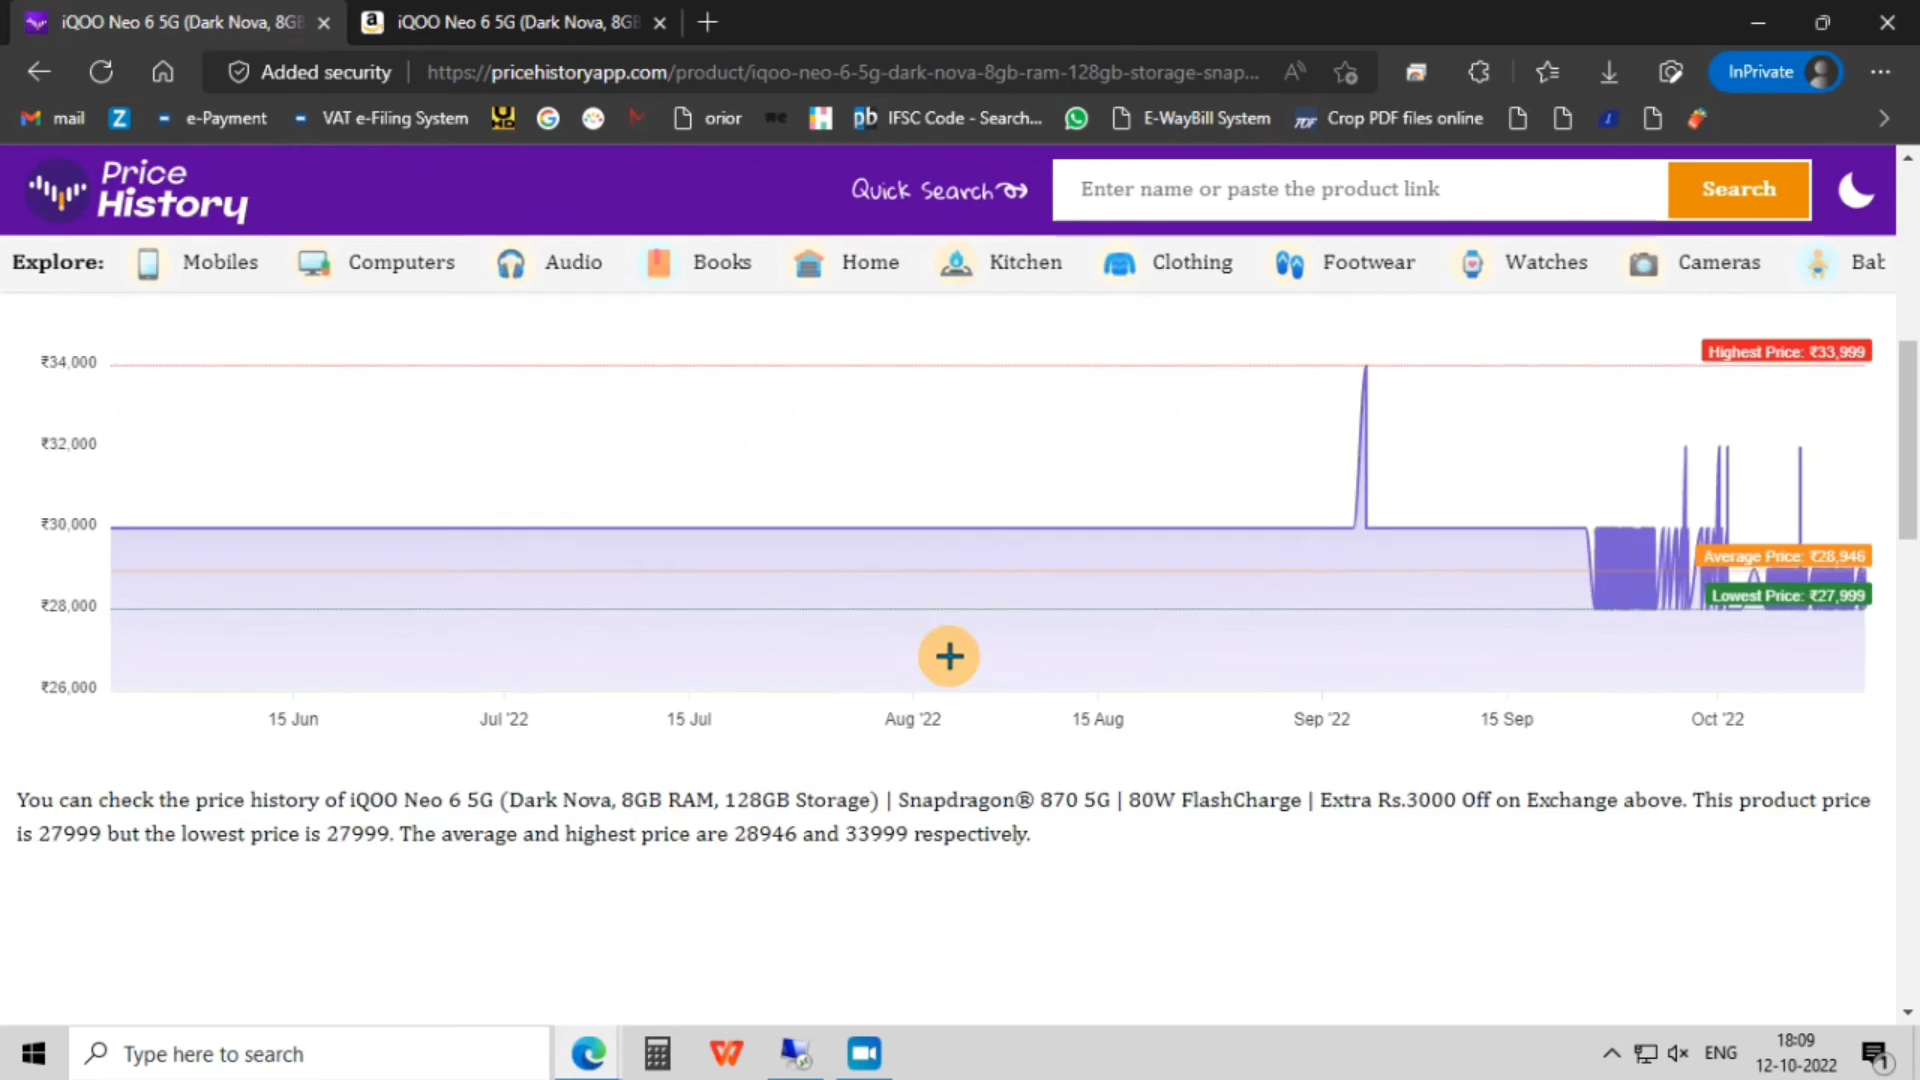 iQOO Neo 6 5G (Dark Nova, 8GB
iQOO Neo 6 5G (Dark Nova, 8GB
Added security
https://pricehistoryapp.com/product/iqoo-neo-6-5g-dark-nova-8gb-ram-128gb-storage-snap...
InPrivate
mail
e-Payment
VAT e-Filing System
orior
IFSC Code - Search...
E-WayBill System
Crop PDF files online
Price
History
Quick Search
Enter name or paste the product link
Search
Explore:
Mobiles
Computers
Audio
Books
Home
Kitchen
Clothing
Footwear
Watches
Cameras
Bab
₹34,000
Highest Price: ₹33,999
₹32,000
₹30,000
Average Price: ₹28,946
Lowest Price: ₹27,999
₹28,000
₹26,000
15 Jun
Jul '22
15 Jul
Aug '22
15 Aug
Sep '22
15 Sep
Oct '22
You can check the price history of iQOO Neo 6 5G (Dark Nova, 8GB RAM, 128GB Storage) | Snapdragon® 870 5G | 80W FlashCharge | Extra Rs.3000 Off on Exchange above. This product price
is 27999 but the lowest price is 27999. The average and highest price are 28946 and 33999 respectively.
Type here to search
ENG
18:09
12-10-2022
1